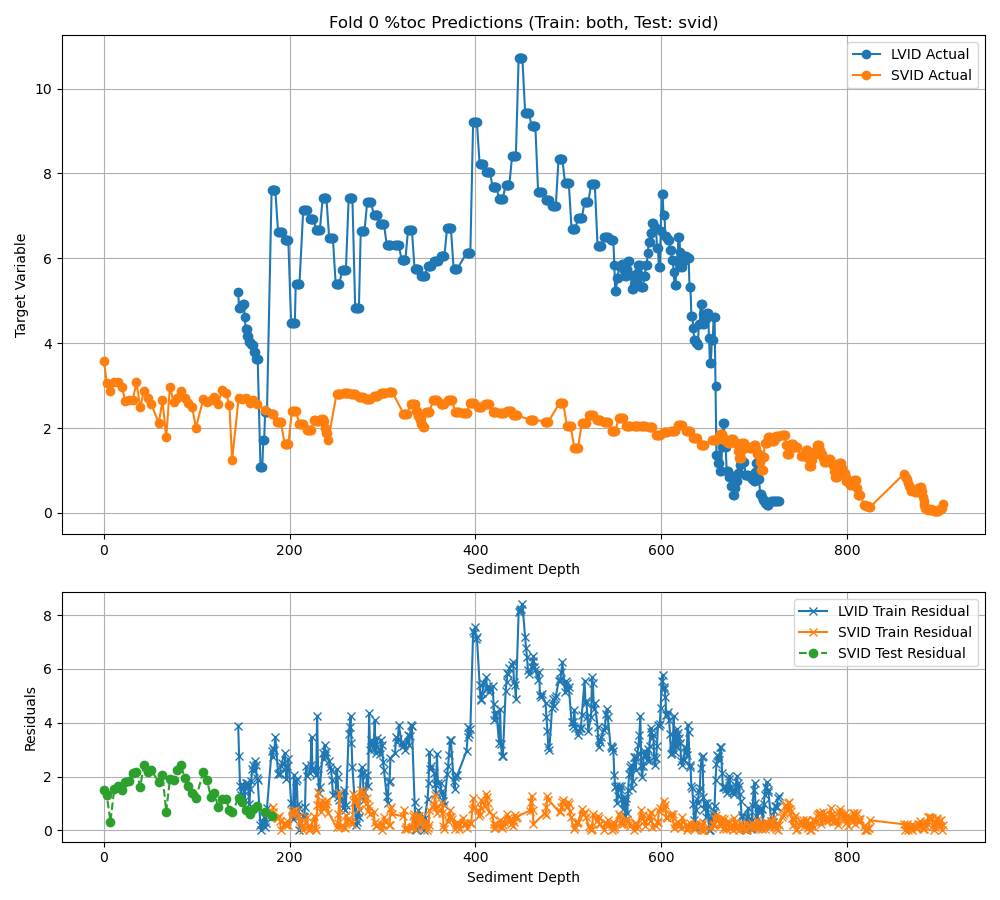 Fold 0 %toc Predictions (Train: both, Test: svid)
LVID Actual
SVID Actual
Target Variable
10
8
6
4
2
0
0 200 400 600 800
Sediment Depth
LVID Train Residual
SVID Train Residual
SVID Test Residual
Residuals
8
6
4
2
0
0 200 400 600 800
Sediment Depth